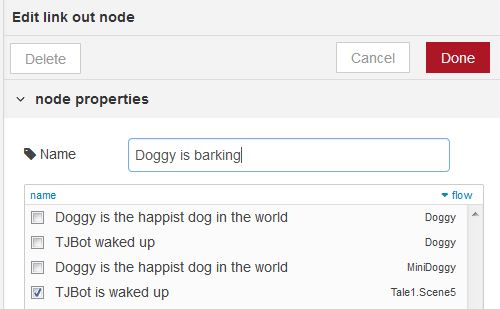 Edit link out node
Delete Cancel Done
node properties
Name Doggy is barking
name flow
Doggy is the happist dog in the world Doggy
TJBot waked up Doggy
Doggy is the happist dog in the world MiniDoggy
TJBot is waked up Tale1.Scene5